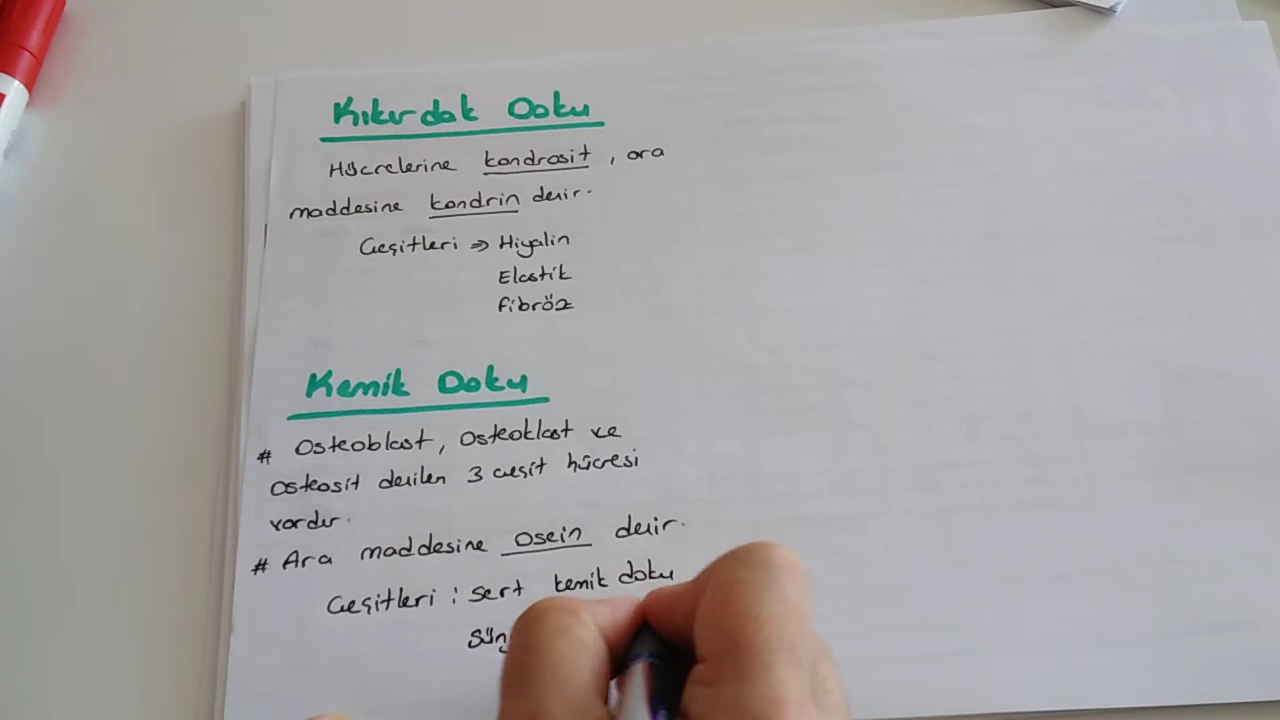 Kıkırdak Doku
Hücrelerine kondrosit, ara
maddesine kondrin denir.
Çeşitleri ⇒ Hiyalin
Elastik
Fibröz
Kemik Doku
# Osteoblast, Osteoklast ve
Osteosit denilen 3 çeşit hücresi
vardır.
# Ara maddesine osein denir.
Çeşitleri : Sert kemik doku